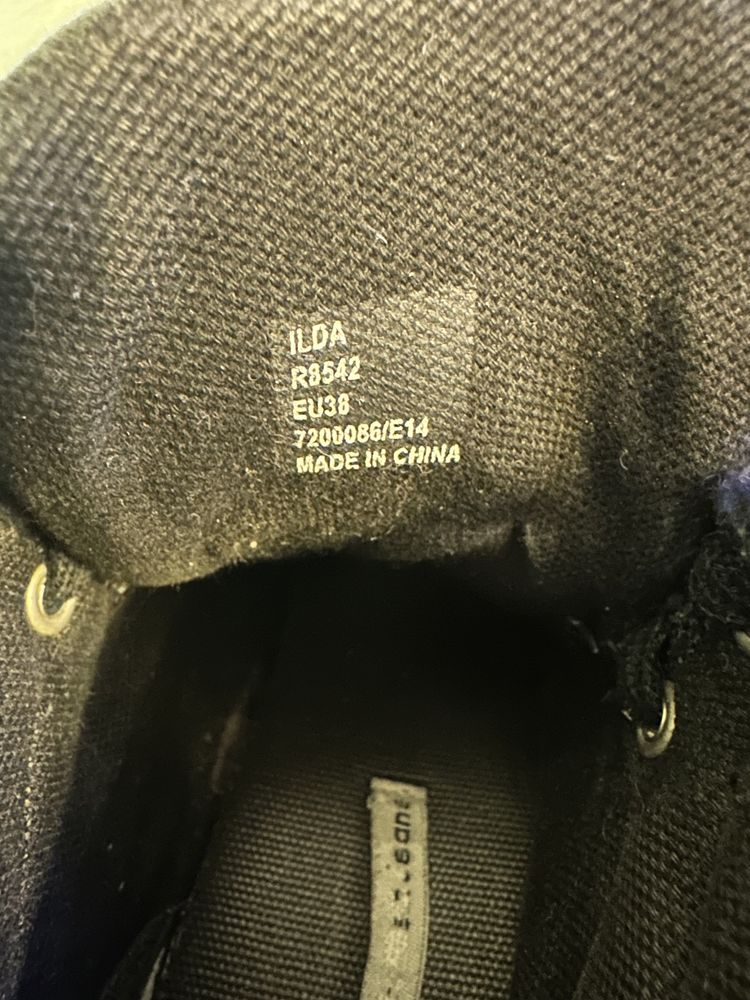 ILDA
R8542
EU38
7200086/E14
MADE IN CHINA